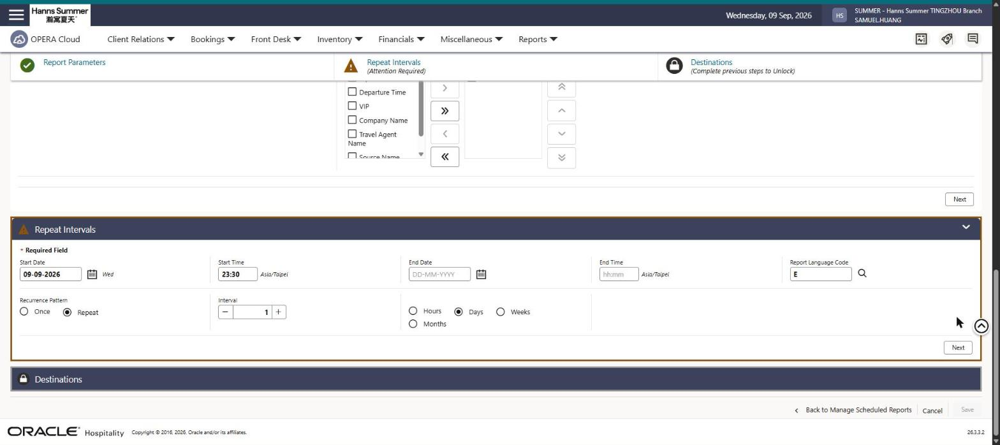 Hanns Summer
瀚寓夏天
Wednesday, 09 Sep, 2026
HS
SUMMER - Hanns Summer TINGZHOU Branch
SAMUEL.HUANG
OPERA Cloud
Client Relations
Bookings
Front Desk
Inventory
Financials
Miscellaneous
Reports
Report Parameters
Repeat Intervals
(Attention Required)
Destinations
(Complete previous steps to Unlock)
Departure Time
VIP
Company Name
Travel Agent
Name
Source Name
Next
Repeat Intervals
* Required Field
Start Date
Start Time
End Date
End Time
Report Language Code
09-09-2026
Wed
23:30
Asia/Taipei
DD-MM-YYYY
hh:mm
Asia/Taipei
E
Recurrence Pattern
Interval
Once
Repeat
1
Hours
Days
Weeks
Months
Next
Destinations
Back to Manage Scheduled Reports
Cancel
Save
ORACLE Hospitality
Copyright © 2016, 2026, Oracle and/or its affiliates.
26.3.3.2